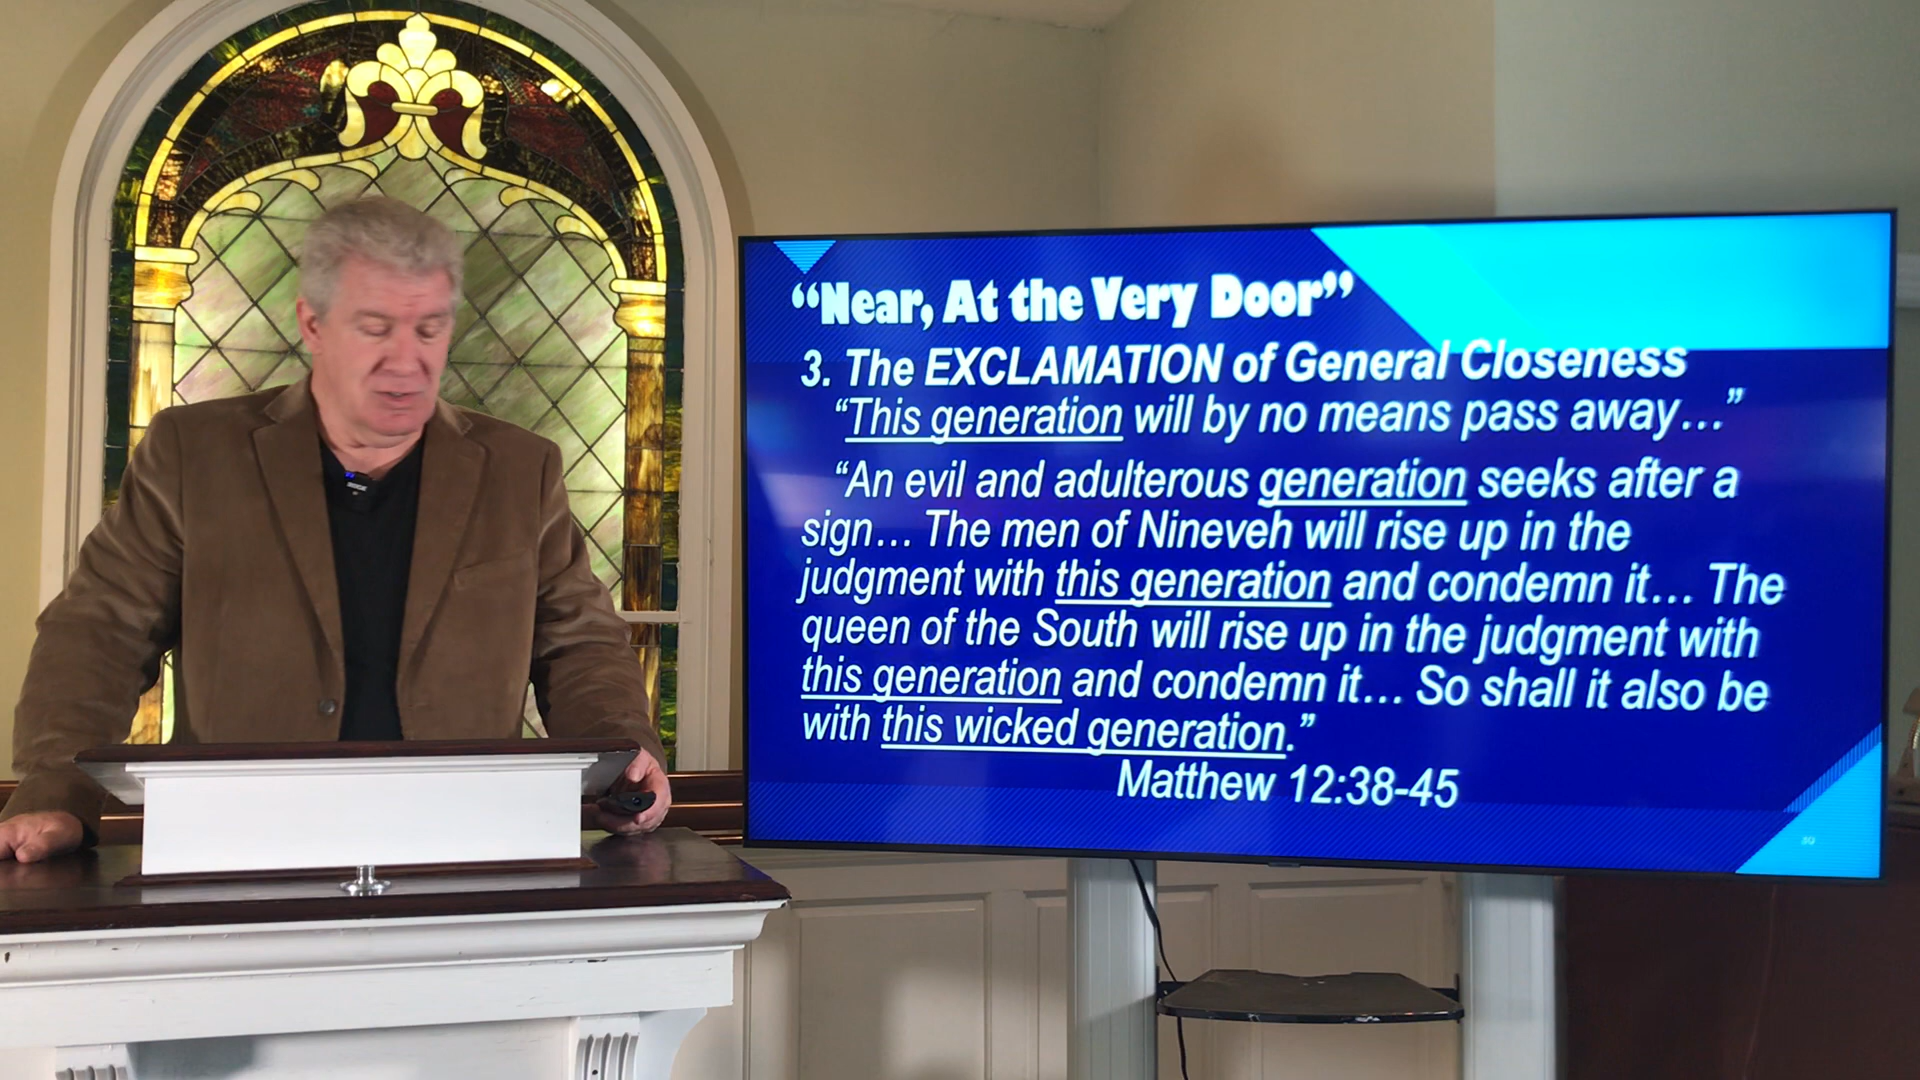 “Near, At the Very Door”
3. The EXCLAMATION of General Closeness
“This generation will by no means pass away…”
“An evil and adulterous generation seeks after a
sign… The men of Nineveh will rise up in the
judgment with this generation and condemn it… The
queen of the South will rise up in the judgment with
this generation and condemn it… So shall it also be
with this wicked generation.”
Matthew 12:38-45